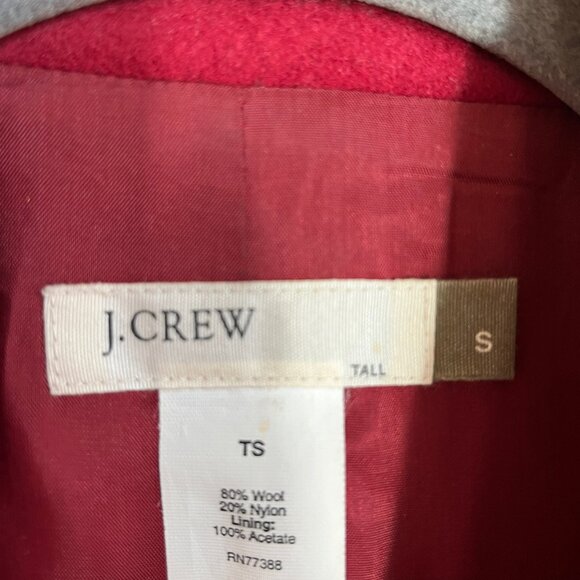 J.CREW
TALL
S
TS
80% Wool
20% Nylon
Lining:
100% Acetate
RN77388